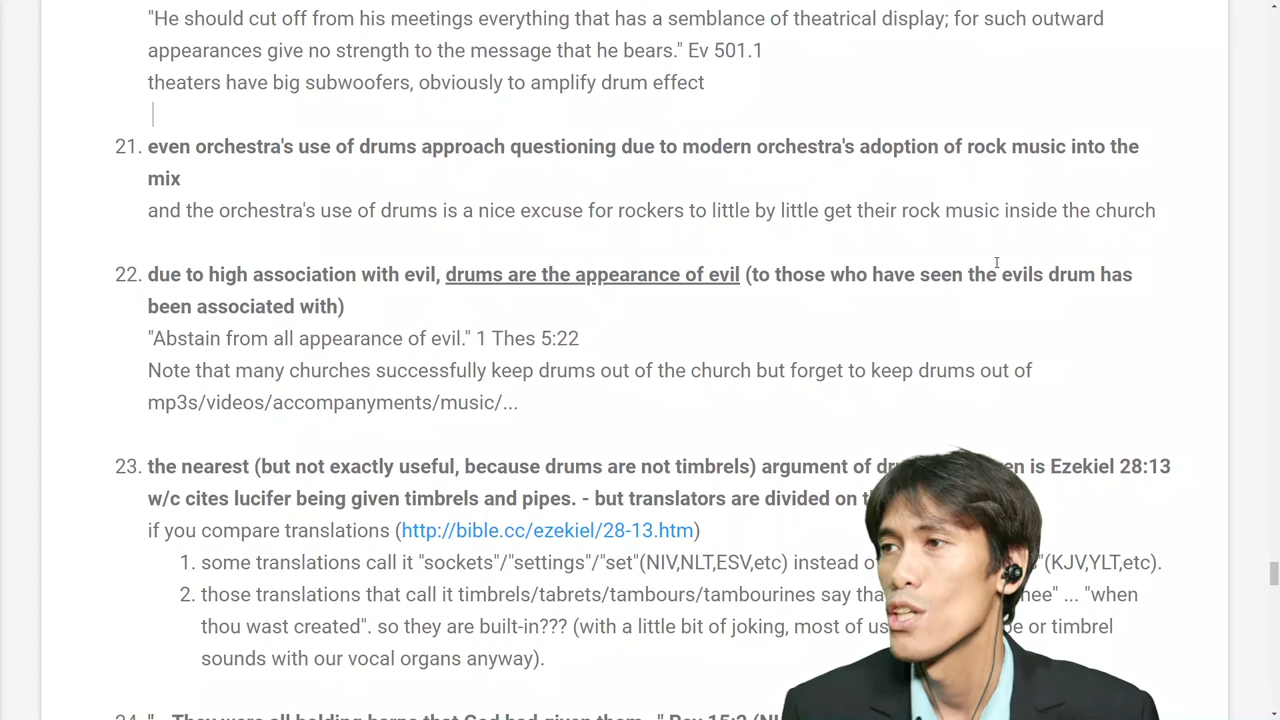 "He should cut off from his meetings everything that has a semblance of theatrical display; for such outward
appearances give no strength to the message that he bears." Ev 501.1
theaters have big subwoofers, obviously to amplify drum effect
21. even orchestra's use of drums approach questioning due to modern orchestra's adoption of rock music into the
mix
and the orchestra's use of drums is a nice excuse for rockers to little by little get their rock music inside the church
22. due to high association with evil, drums are the appearance of evil (to those who have seen the evils drum has
been associated with)
"Abstain from all appearance of evil." 1 Thes 5:22
Note that many churches successfully keep drums out of the church but forget to keep drums out of
mp3s/videos/accompanyments/music/...
23. the nearest (but not exactly useful, because drums are not timbrels) argument of is Ezekiel 28:13
w/c cites lucifer being given timbrels and pipes. - but translators are divided on
if you compare translations (http://bible.cc/ezekiel/28-13.htm)
1. some translations call it "sockets"/"settings"/"set"(NIV,NLT,ESV,etc) instead (KJV,YLT,etc).
2. those translations that call it timbrels/tabrets/tambours/tambourines say ... "when
thou wast created". so they are built-in??? (with a little bit of joking, most of us or timbrel
sounds with our vocal organs anyway).